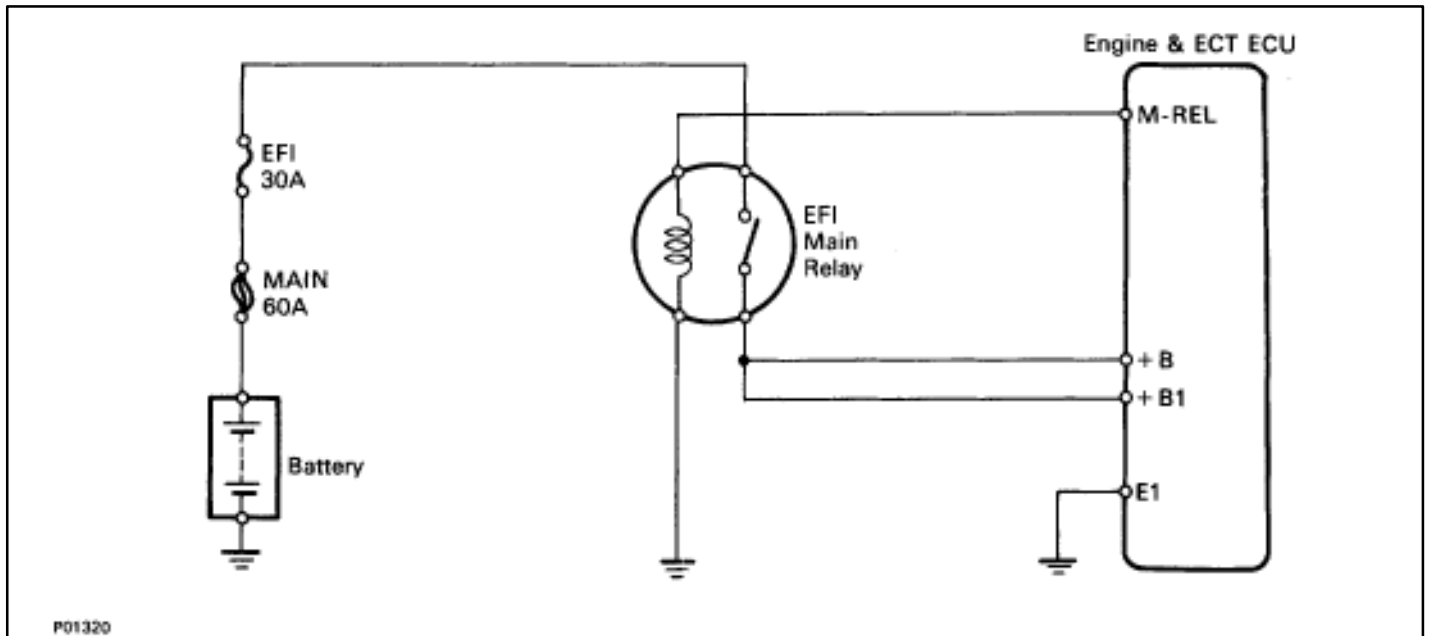 Engine & ECT ECU
M-REL
EFI
30A
EFI
Main
Relay
MAIN
60A
+ B
+ B1
Battery
E1
P01320